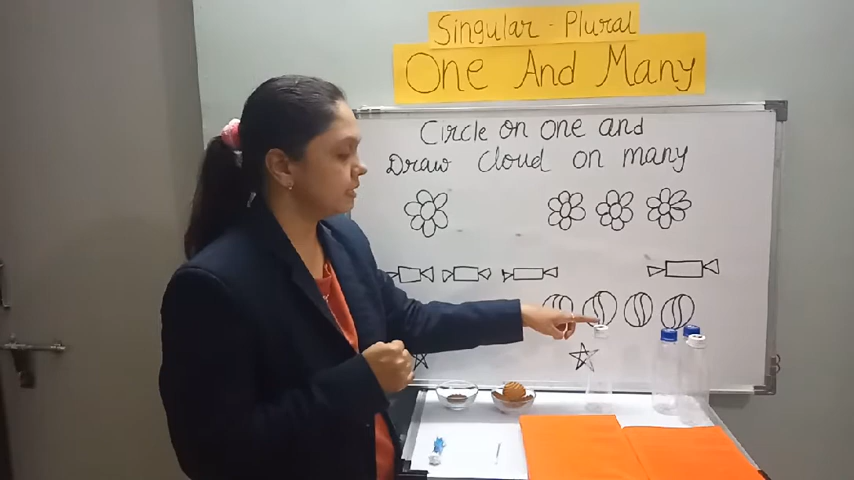 Singular - Plural
One And Many
Circle on one and
Draw Cloud on many